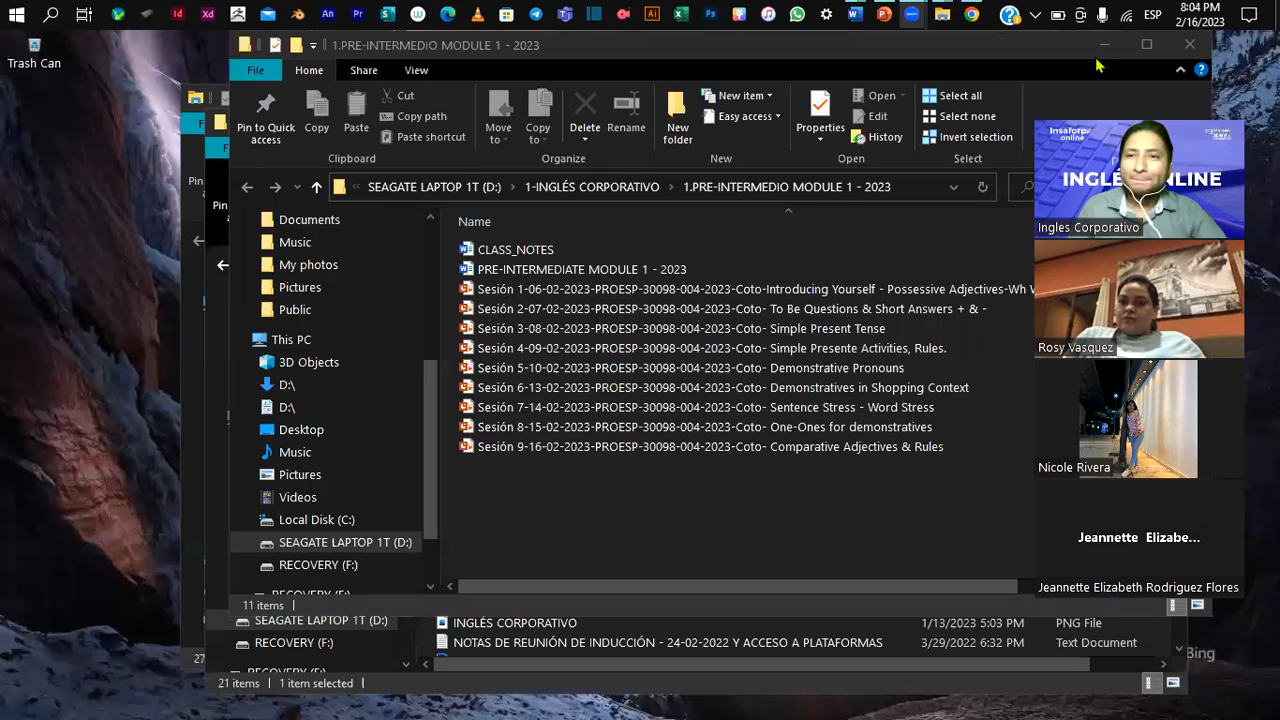 8:04 PM
ESP
2/16/2023
Trash Can
1.PRE-INTERMEDIO MODULE 1 - 2023
File
Home
Share
View
Pin to Quick access
Copy
Paste
Cut
Copy path
Paste shortcut
Clipboard
Move to
Copy to
Delete
Rename
Organize
New folder
New item
Easy access
New
Properties
Open
Edit
History
Open
Select all
Select none
Invert selection
Select
SEAGATE LAPTOP 1T (D:)
1-INGLÉS CORPORATIVO
1.PRE-INTERMEDIO MODULE 1 - 2023
Documents
Music
My photos
Pictures
Public
This PC
3D Objects
D:\
D:\
Desktop
Music
Pictures
Videos
Local Disk (C:)
SEAGATE LAPTOP 1T (D:)
RECOVERY (F:)
Name
CLASS_NOTES
PRE-INTERMEDIATE MODULE 1 - 2023
Sesión 1-06-02-2023-PROESP-30098-004-2023-Coto-Introducing Yourself - Possessive Adjectives-Wh
Sesión 2-07-02-2023-PROESP-30098-004-2023-Coto- To Be Questions & Short Answers + & -
Sesión 3-08-02-2023-PROESP-30098-004-2023-Coto- Simple Present Tense
Sesión 4-09-02-2023-PROESP-30098-004-2023-Coto- Simple Presente Activities, Rules.
Sesión 5-10-02-2023-PROESP-30098-004-2023-Coto- Demonstrative Pronouns
Sesión 6-13-02-2023-PROESP-30098-004-2023-Coto- Demonstratives in Shopping Context
Sesión 7-14-02-2023-PROESP-30098-004-2023-Coto- Sentence Stress - Word Stress
Sesión 8-15-02-2023-PROESP-30098-004-2023-Coto- One-Ones for demonstratives
Sesión 9-16-02-2023-PROESP-30098-004-2023-Coto- Comparative Adjectives & Rules
INGLÉS ONLINE
Ingles Corporativo
Rosy Vasquez
Nicole Rivera
Jeannette Elizabe...
Jeannette Elizabeth Rodriguez Flores
11 items
SEAGATE LAPTOP 1T (D:)
RECOVERY (F:)
INGLÉS CORPORATIVO
1/13/2023 5:03 PM
PNG File
NOTAS DE REUNIÓN DE INDUCCIÓN - 24-02-2022 Y ACCESO A PLATAFORMAS
3/29/2022 6:32 PM
Text Document
21 items
1 item selected
Bing